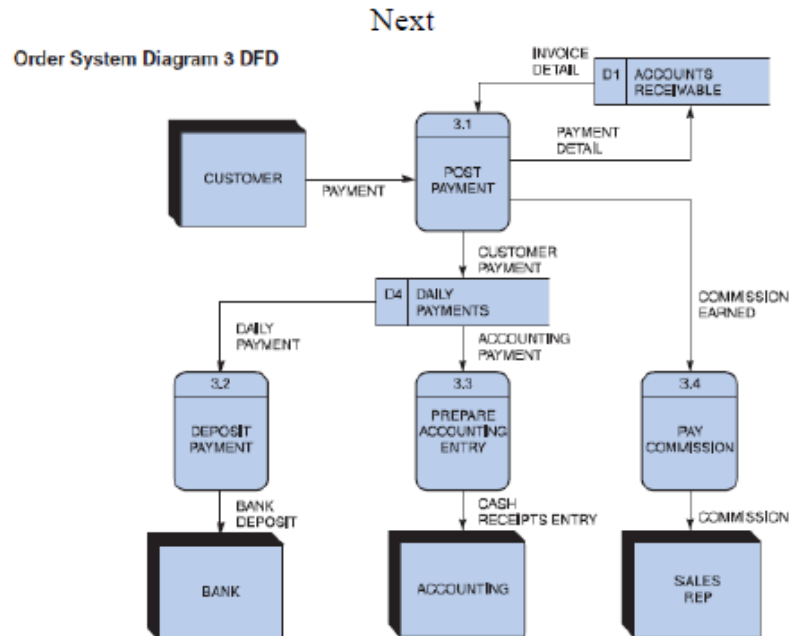 Next
Order System Diagram 3 DFD
INVOICE
DETAIL
D1
ACCOUNTS
RECEIVABLE
3.1
POST
PAYMENT
PAYMENT
DETAIL
CUSTOMER
PAYMENT
CUSTOMER
PAYMENT
D4
DAILY
PAYMENTS
COMMISSION
EARNED
DAILY
PAYMENT
ACCOUNTING
PAYMENT
3.2
DEPOSIT
PAYMENT
3.3
PREPARE
ACCOUNTING
ENTRY
3.4
PAY
COMMISSION
BANK
DEPOSIT
CASH
RECEIPTS ENTRY
COMMISSION
BANK
ACCOUNTING
SALES
REP